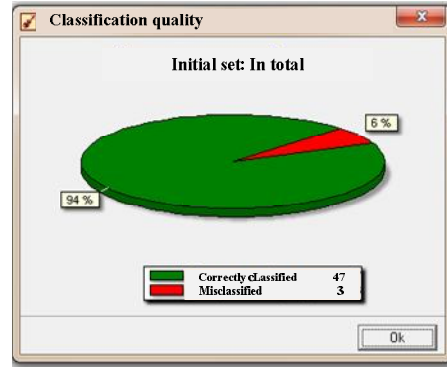 Classification quality
Initial set: In total
6 %
94 %
Correctly cLassified 47
Misclassified 3
Ok